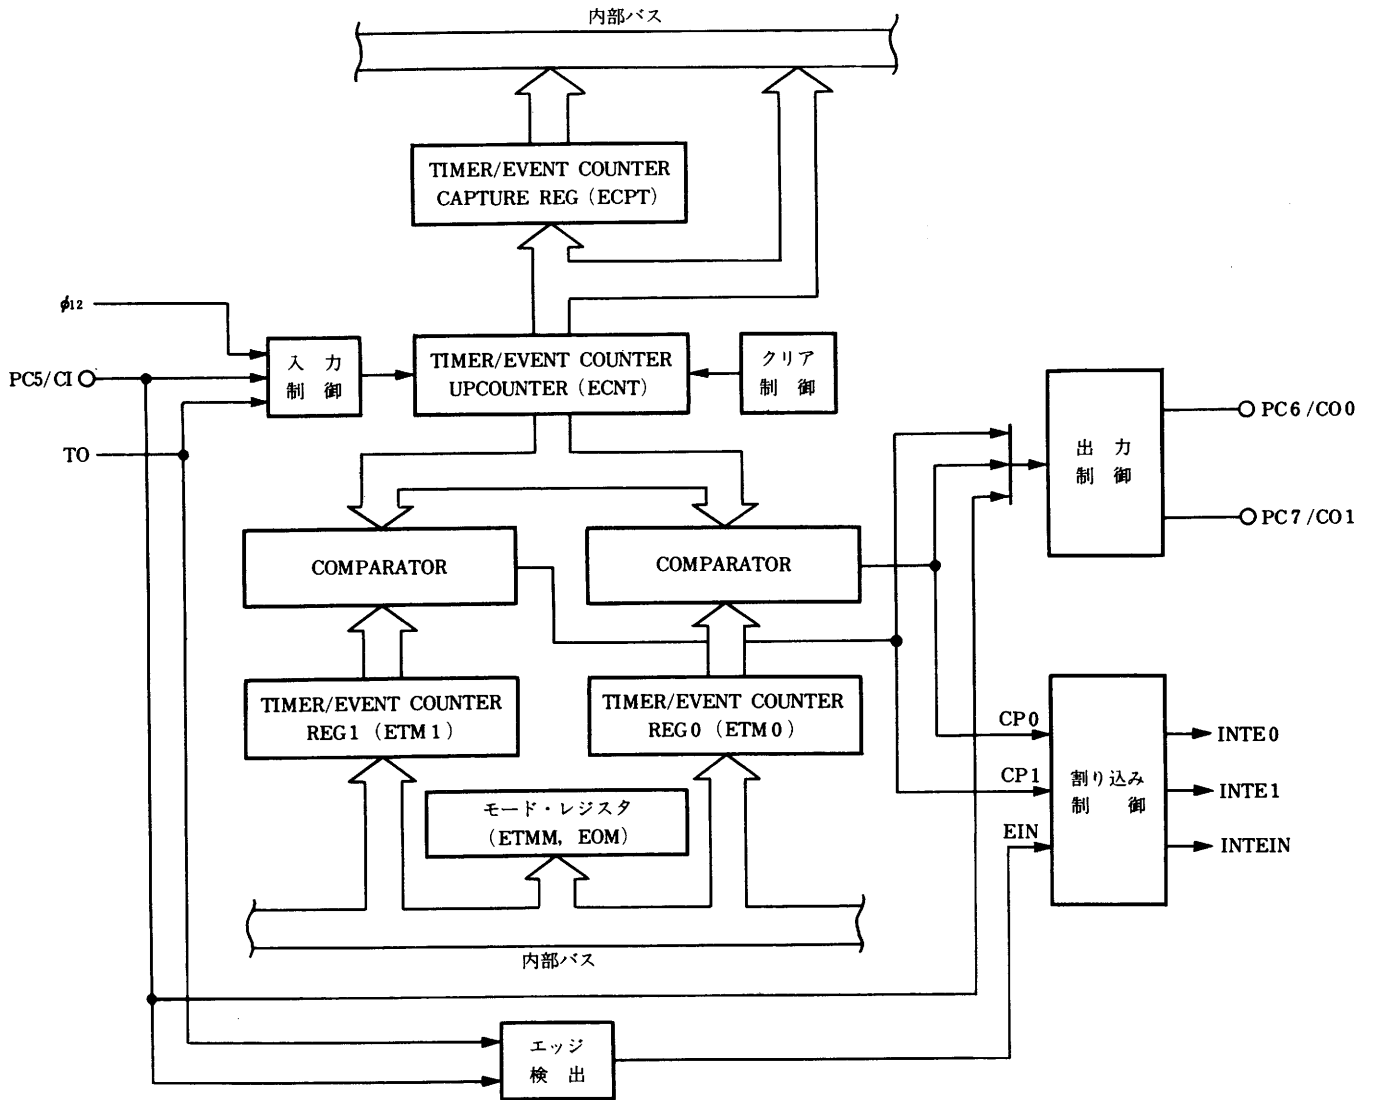 内部バス
TIMER/EVENT COUNTER
CAPTURE REG (ECPT)
φ12
PC5/CI
TO
入力
制御
TIMER/EVENT COUNTER
UPCOUNTER (ECNT)
クリア
制御
出力
制御
PC6/CO0
PC7/CO1
COMPARATOR
COMPARATOR
TIMER/EVENT COUNTER
REG1 (ETM1)
TIMER/EVENT COUNTER
REG0 (ETM0)
モード・レジスタ
(ETMM, EOM)
CP0
CP1
EIN
割り込み
制御
INTE0
INTE1
INTEIN
内部バス
エッジ
検出